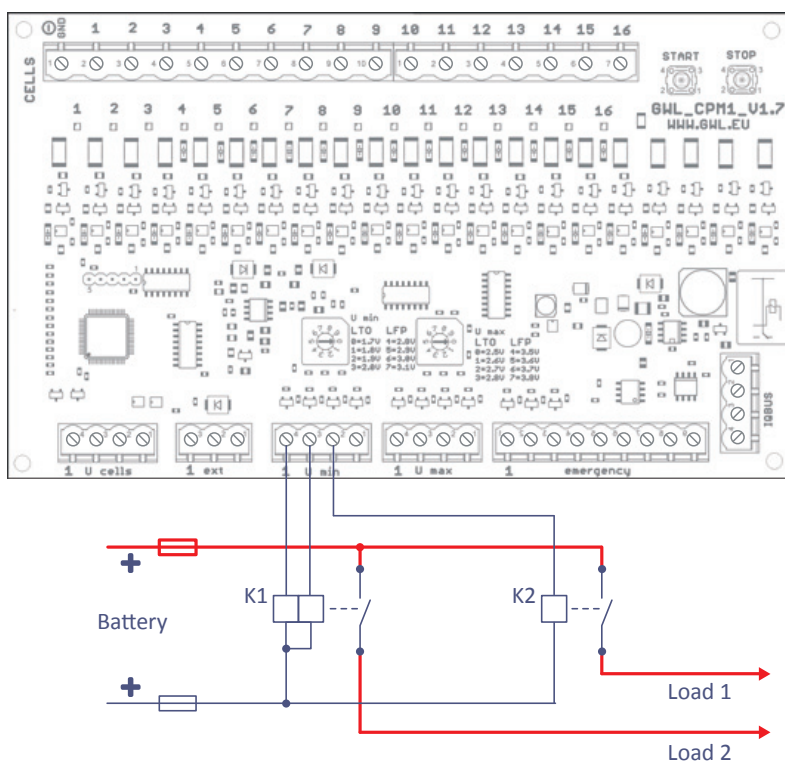 GND 1 2 3 4 5 6 7 8 9 10 11 12 13 14 15 16
START STOP
CELLS
1 2 3 4 5 6 7 8 9 10 11 12 13 14 15 16
GWL_CPM1_V1.7
WWW.GWL.EU
U min
LTO LFP
0=1.7V 4=2.8V
1=1.8V 5=2.9V
2=1.9V 6=3.0V
3=2.0V 7=3.1V
U max
LTO LFP
0=2.5V 4=3.5V
1=2.6V 5=3.6V
2=2.7V 6=3.7V
3=2.8V 7=3.8V
IQBUS
1 U cells
1 ext
1 U min
1 U max
1 emergency
+
K1
K2
Battery
+
Load 1
Load 2